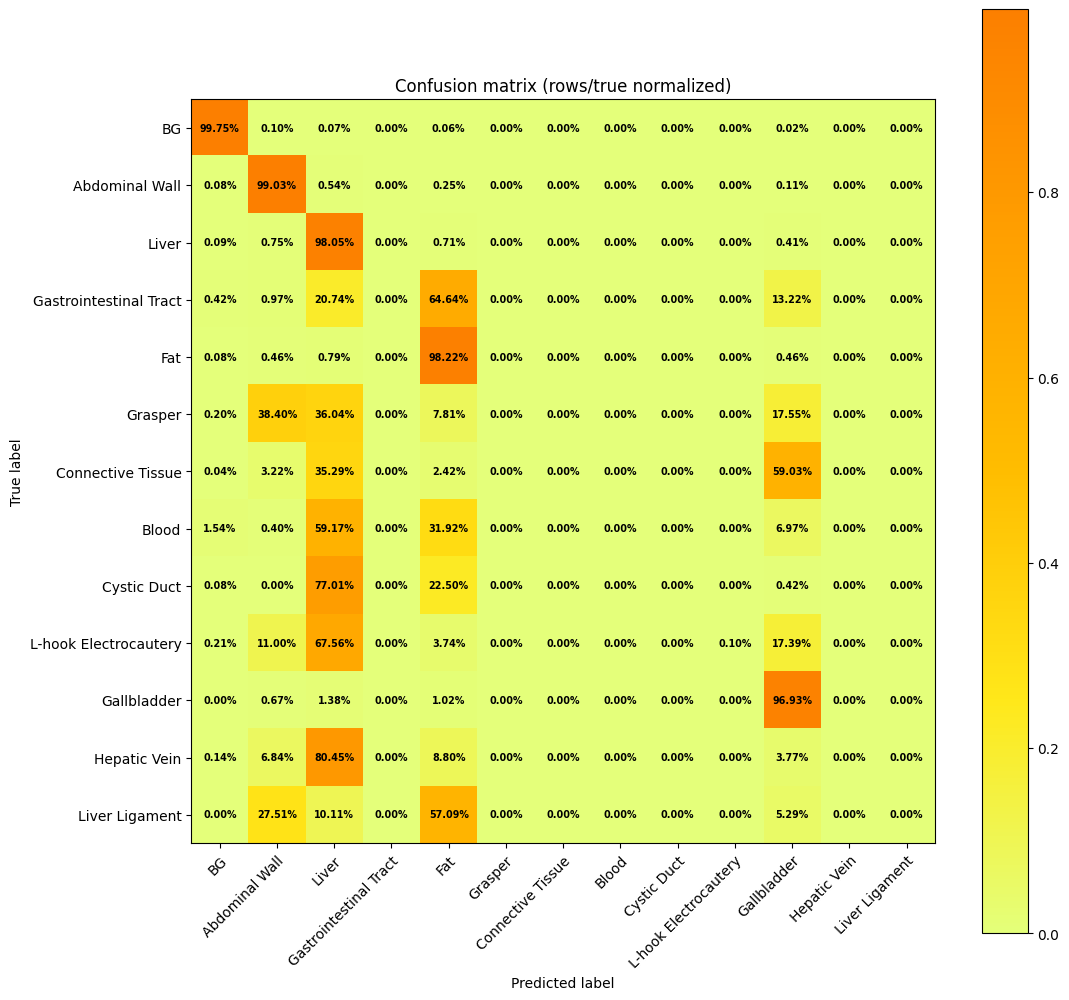 Confusion matrix (rows/true normalized)
BG 99.75% 0.10% 0.07% 0.00% 0.06% 0.00% 0.00% 0.00% 0.00% 0.00% 0.02% 0.00% 0.00%
Abdominal Wall 0.08% 99.03% 0.54% 0.00% 0.25% 0.00% 0.00% 0.00% 0.00% 0.00% 0.11% 0.00% 0.00%
0.8
Liver 0.09% 0.75% 98.05% 0.00% 0.71% 0.00% 0.00% 0.00% 0.00% 0.00% 0.41% 0.00% 0.00%
Gastrointestinal Tract 0.42% 0.97% 20.74% 0.00% 64.64% 0.00% 0.00% 0.00% 0.00% 0.00% 13.22% 0.00% 0.00%
Fat 0.08% 0.46% 0.79% 0.00% 98.22% 0.00% 0.00% 0.00% 0.00% 0.00% 0.46% 0.00% 0.00%
0.6
Grasper 0.20% 38.40% 36.04% 0.00% 7.81% 0.00% 0.00% 0.00% 0.00% 0.00% 17.55% 0.00% 0.00%
True label
Connective Tissue 0.04% 3.22% 35.29% 0.00% 2.42% 0.00% 0.00% 0.00% 0.00% 0.00% 59.03% 0.00% 0.00%
Blood 1.54% 0.40% 59.17% 0.00% 31.92% 0.00% 0.00% 0.00% 0.00% 0.00% 6.97% 0.00% 0.00%
0.4
Cystic Duct 0.08% 0.00% 77.01% 0.00% 22.50% 0.00% 0.00% 0.00% 0.00% 0.00% 0.42% 0.00% 0.00%
L-hook Electrocautery 0.21% 11.00% 67.56% 0.00% 3.74% 0.00% 0.00% 0.00% 0.00% 0.10% 17.39% 0.00% 0.00%
Gallbladder 0.00% 0.67% 1.38% 0.00% 1.02% 0.00% 0.00% 0.00% 0.00% 0.00% 96.93% 0.00% 0.00%
0.2
Hepatic Vein 0.14% 6.84% 80.45% 0.00% 8.80% 0.00% 0.00% 0.00% 0.00% 0.00% 3.77% 0.00% 0.00%
Liver Ligament 0.00% 27.51% 10.11% 0.00% 57.09% 0.00% 0.00% 0.00% 0.00% 0.00% 5.29% 0.00% 0.00%
0.0
BG
Abdominal Wall
Liver
Gastrointestinal Tract
Fat
Grasper
Connective Tissue
Blood
Cystic Duct
L-hook Electrocautery
Gallbladder
Hepatic Vein
Liver Ligament
Predicted label